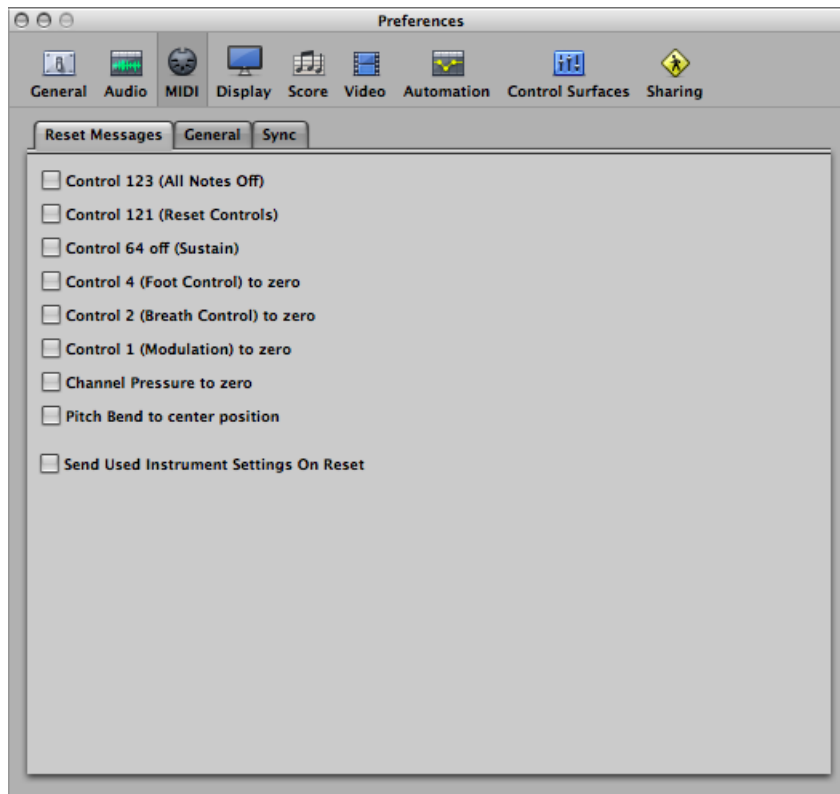 Preferences
General Audio MIDI Display Score Video Automation Control Surfaces Sharing
Reset Messages General Sync
Control 123 (All Notes Off)
Control 121 (Reset Controls)
Control 64 off (Sustain)
Control 4 (Foot Control) to zero
Control 2 (Breath Control) to zero
Control 1 (Modulation) to zero
Channel Pressure to zero
Pitch Bend to center position
Send Used Instrument Settings On Reset